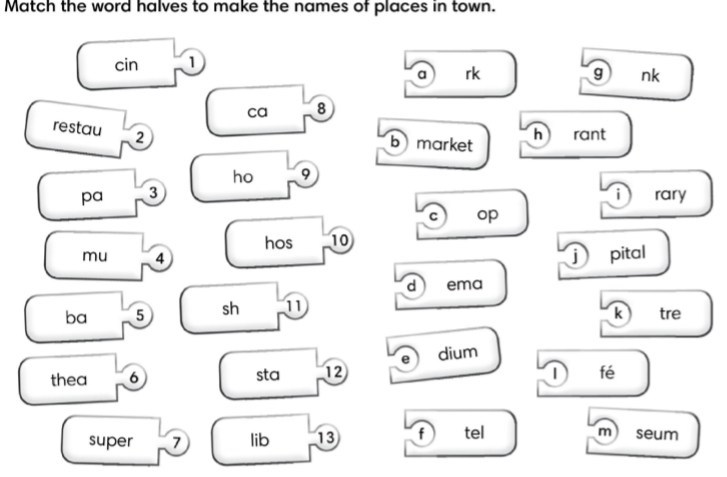 Match the word halves to make the names of places in town.
cin 1
restau 2
pa 3
mu 4
ba 5
thea 6
super 7
ca 8
ho 9
hos 10
sh 11
sta 12
lib 13
a rk
b market
c op
d ema
e dium
f tel
g nk
h rant
i rary
j pital
k tre
l fé
m seum